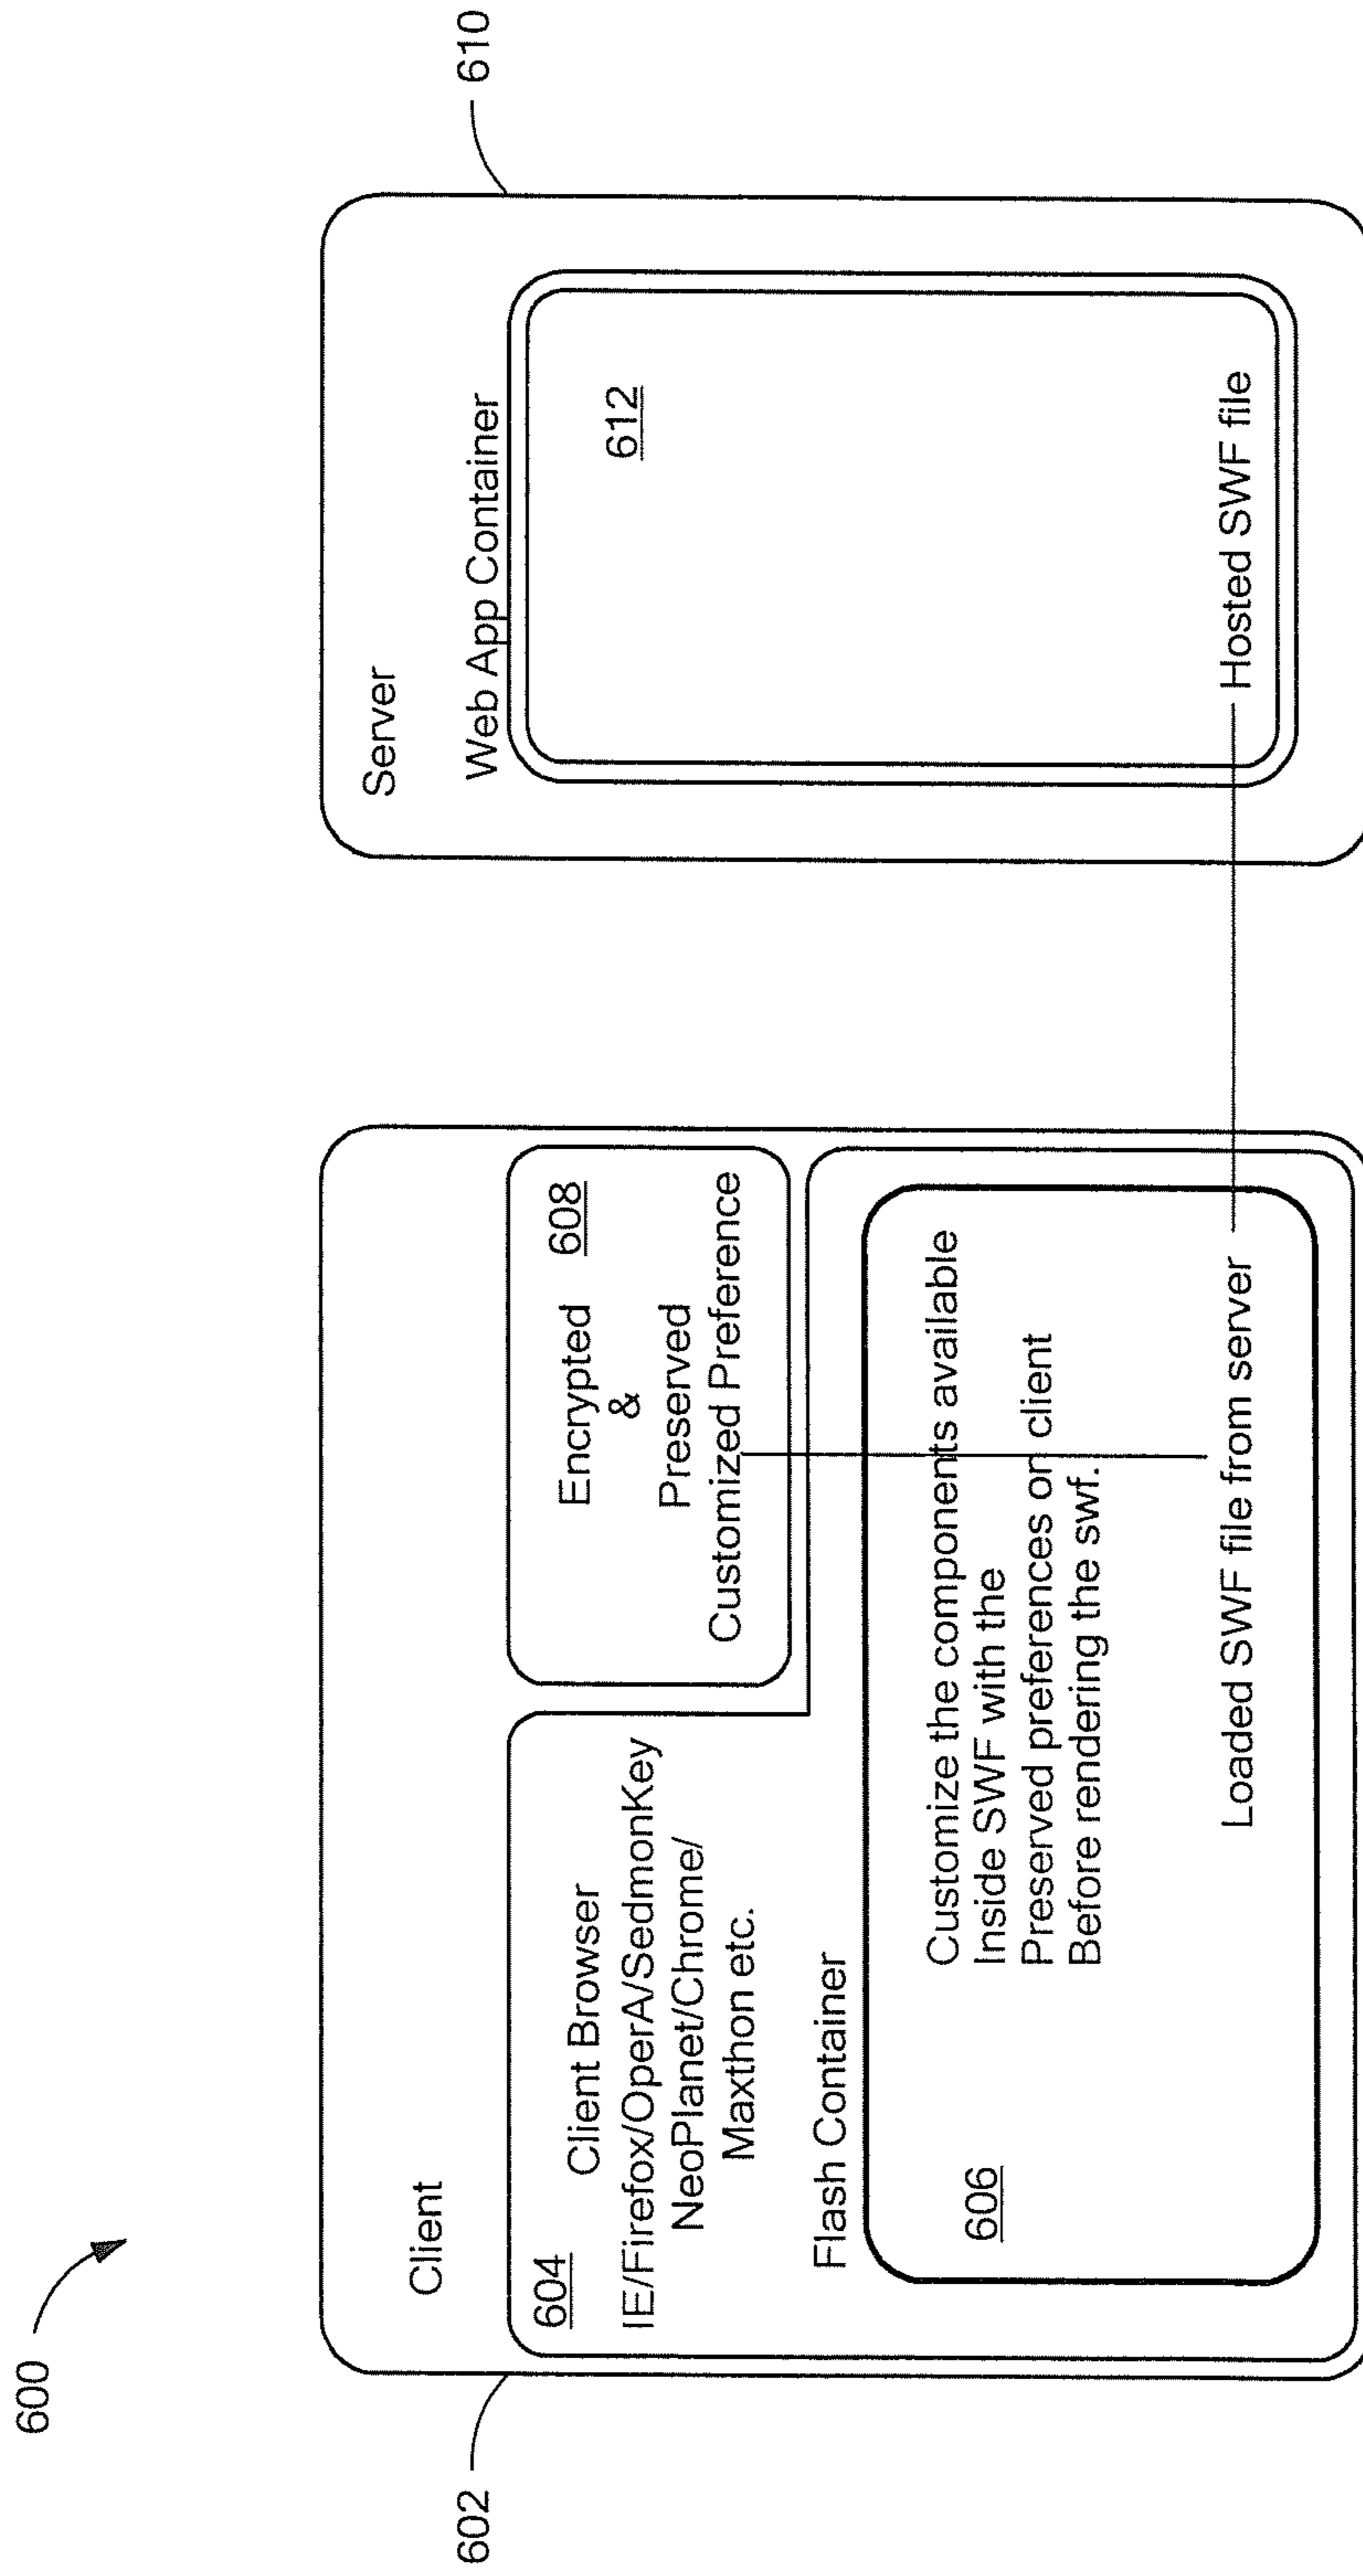 600
602
Client
604
Client Browser
IE/Firefox/OperA/SedmonKey
NeoPlanet/Chrome/
Maxthon etc.
Encrypted
608
&
Preserved
Customized Preference
Flash Container
606
Customize the components available
Inside SWF with the
Preserved preferences on client
Before rendering the swf.
Loaded SWF file from server
610
Server
Web App Container
612
Hosted SWF file